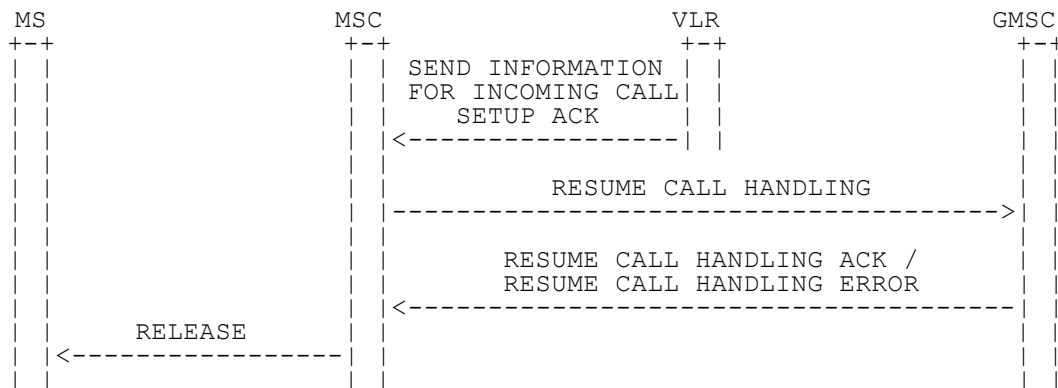 MS MSC VLR GMSC
SEND INFORMATION
FOR INCOMING CALL
SETUP ACK
RESUME CALL HANDLING
RESUME CALL HANDLING ACK /
RESUME CALL HANDLING ERROR
RELEASE